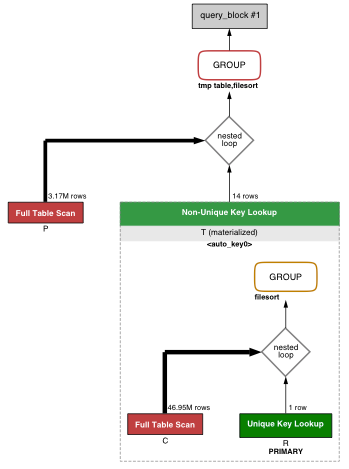 query_block #1
GROUP
tmp table,filesort
nested
loop
3.17M rows
14 rows
Full Table Scan
P
Non-Unique Key Lookup
T (materialized)
<auto_key0>
GROUP
filesort
nested
loop
46.95M rows
1 row
Full Table Scan
C
Unique Key Lookup
R
PRIMARY